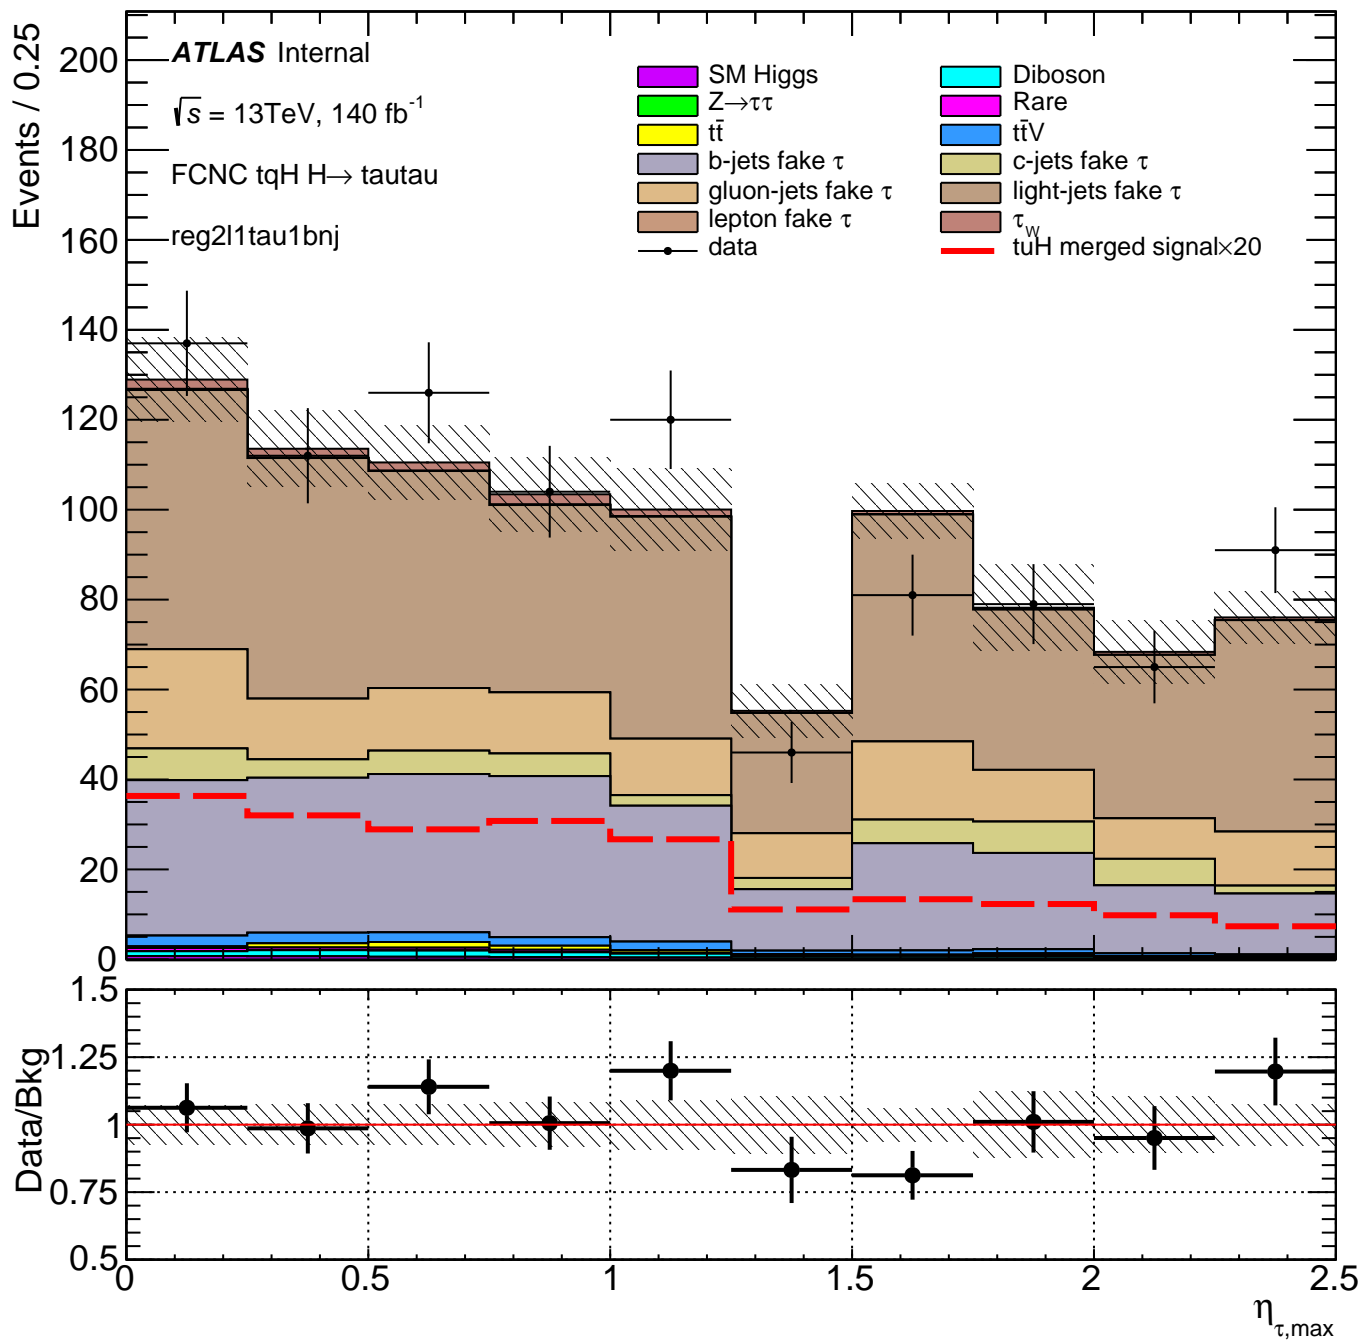 Events / 0.25
200
180
160
140
120
100
80
60
40
20
0
ATLAS Internal
√s = 13TeV, 140 fb⁻¹
FCNC tqH H→ tautau
reg2l1tau1bnj
SM Higgs
Diboson
Z→ττ
Rare
tt̄
tt̄V
b-jets fake τ
c-jets fake τ
gluon-jets fake τ
light-jets fake τ
lepton fake τ
τ_W
data
tuH merged signal×20
Data/Bkg
1.5
1.25
1
0.75
0.5
0 0.5 1 1.5 2 2.5
η_τ,max